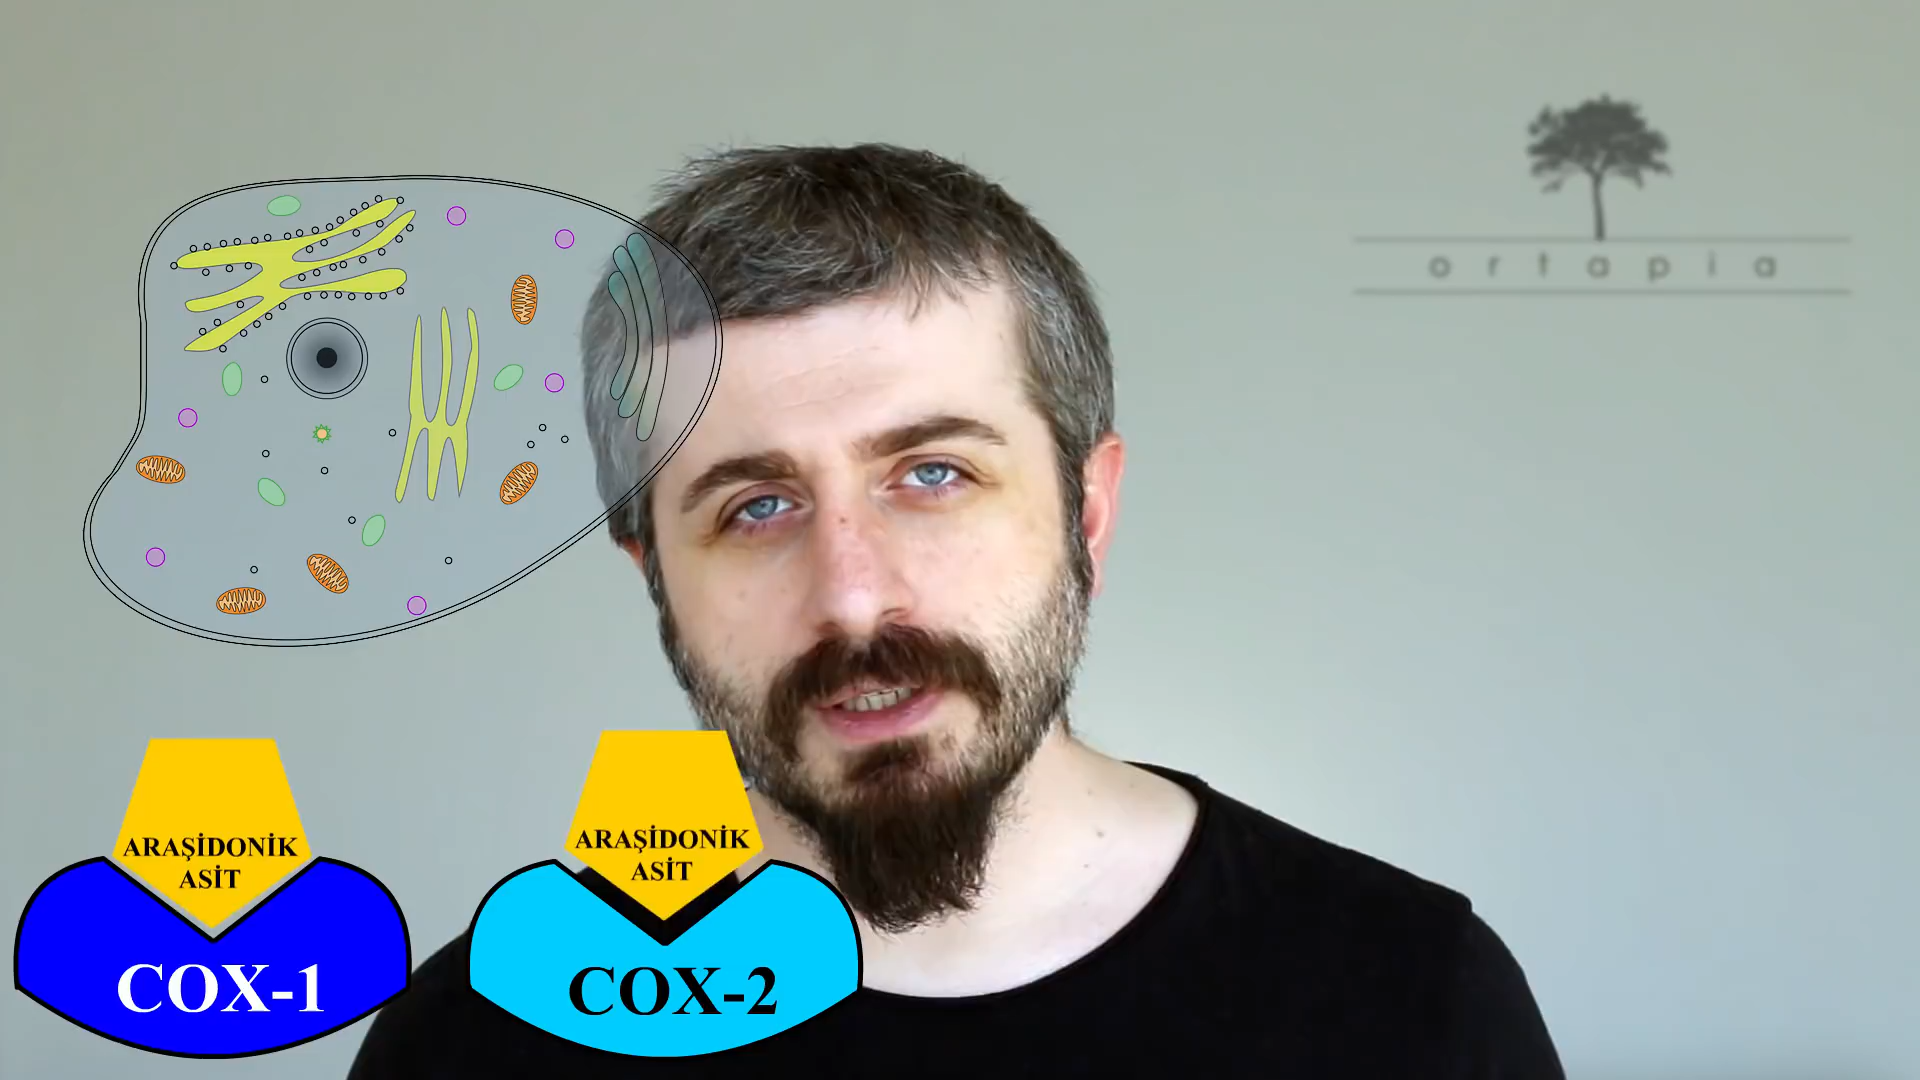 ortapia
ARAŞİDONİK
ASİT
COX-1
ARAŞİDONİK
ASİT
COX-2